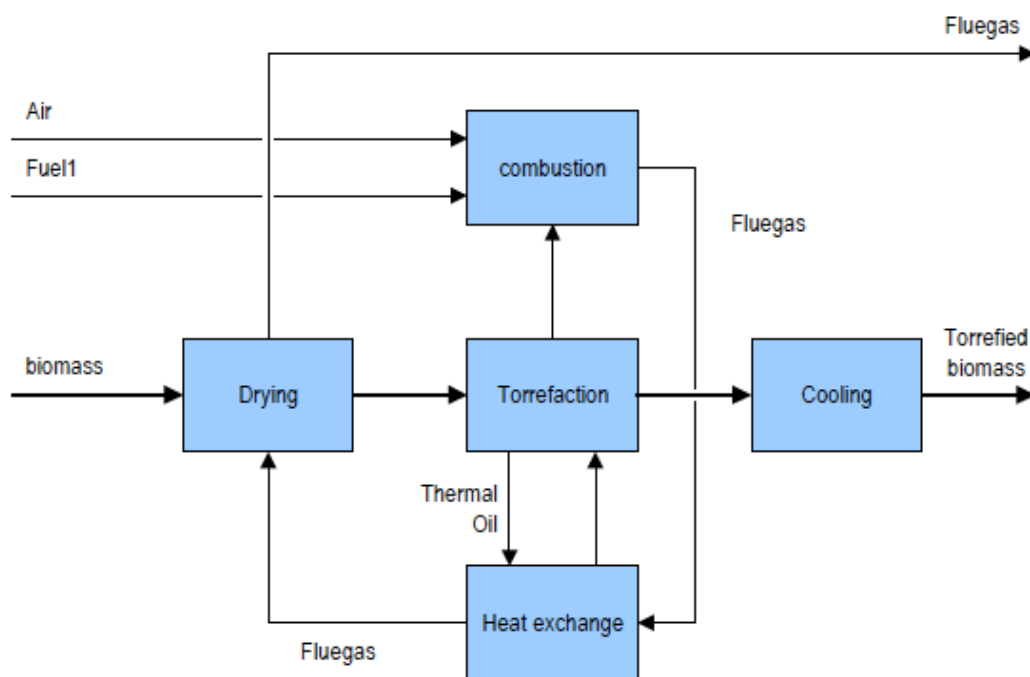 Fluegas
Air
Fuel1
combustion
Fluegas
biomass
Drying
Torrefaction
Cooling
Torrefied
biomass
Thermal
Oil
Heat exchange
Fluegas